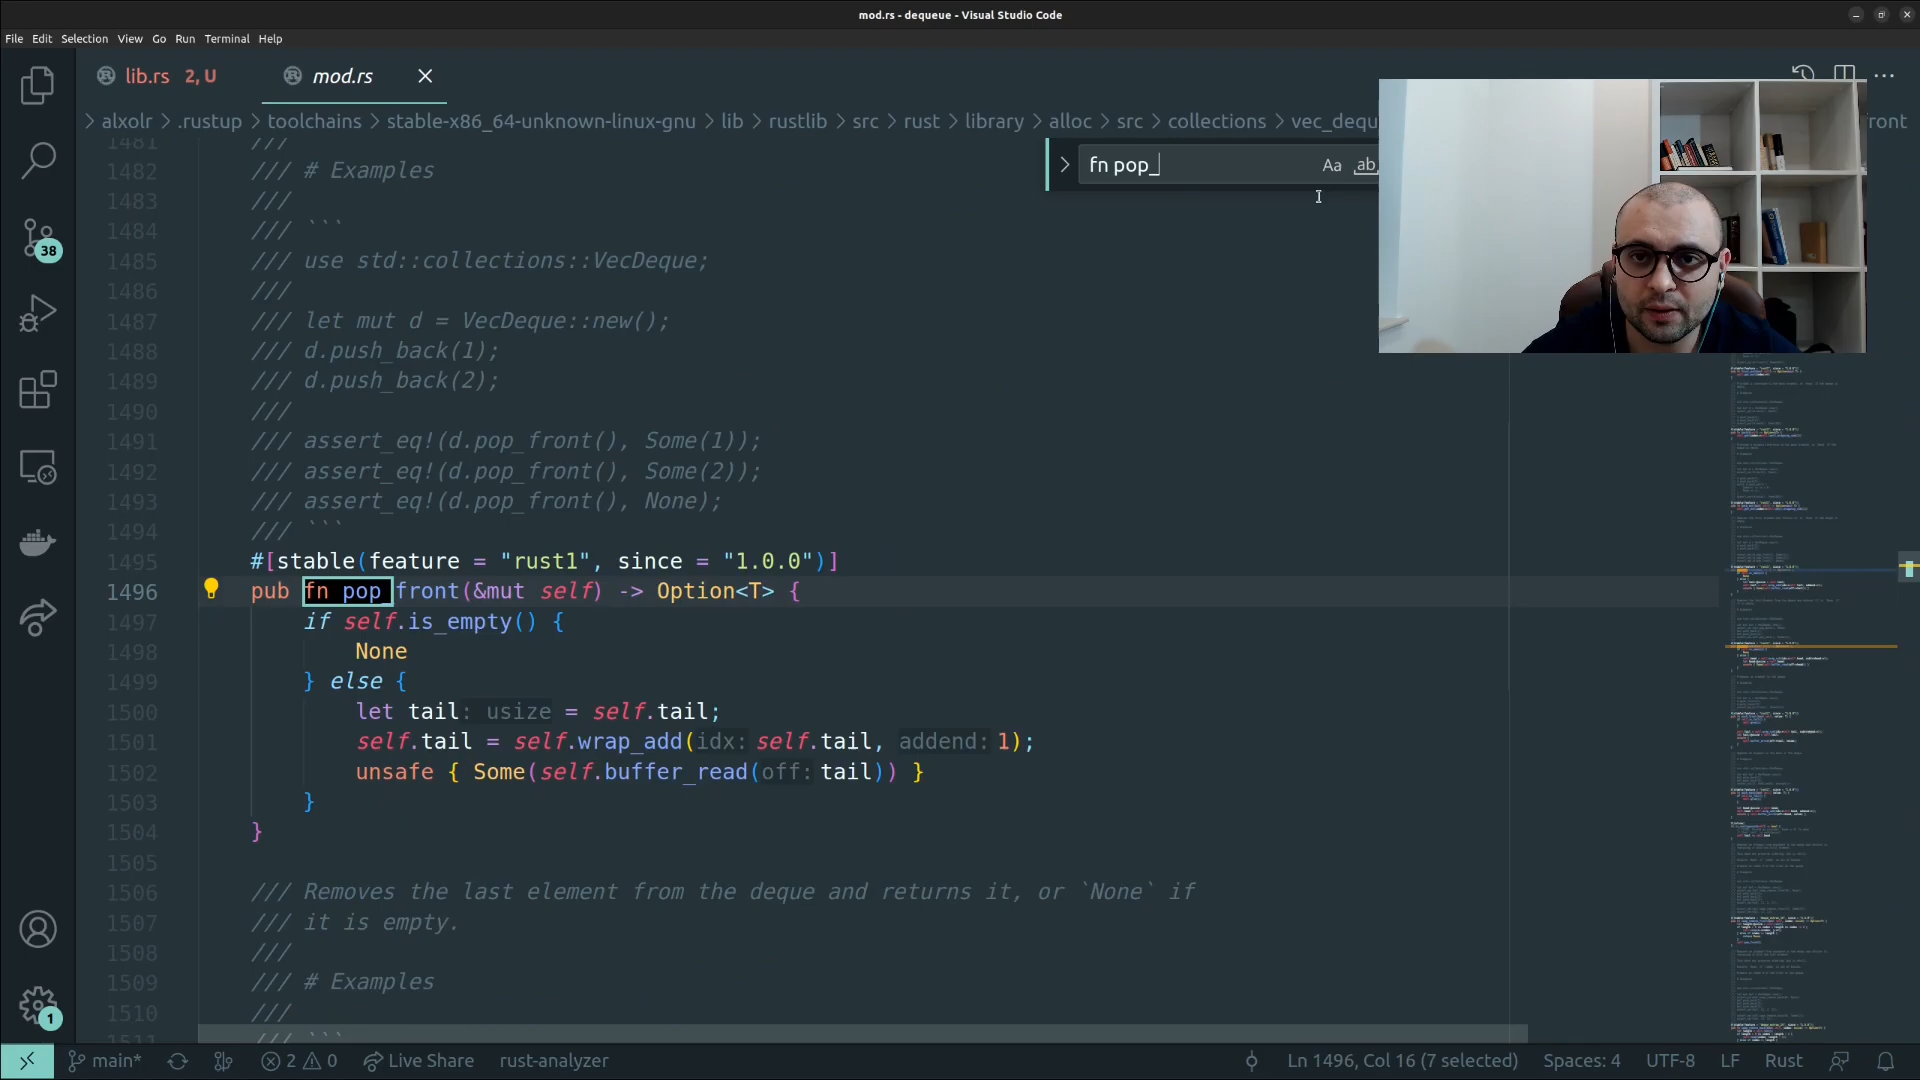 mod.rs - dequeue - Visual Studio Code
File Edit Selection View Go Run Terminal Help
lib.rs 2, U
mod.rs
> alxolr > .rustup > toolchains > stable-x86_64-unknown-linux-gnu > lib > rustlib > src > rust > library > alloc > src > collections > vec_dequ
ront
fn pop_
Aa
ab
38
1481 ///
1482 /// # Examples
1483 ///
1484 /// ```
1485 /// use std::collections::VecDeque;
1486 ///
1487 /// let mut d = VecDeque::new();
1488 /// d.push_back(1);
1489 /// d.push_back(2);
1490 ///
1491 /// assert_eq!(d.pop_front(), Some(1));
1492 /// assert_eq!(d.pop_front(), Some(2));
1493 /// assert_eq!(d.pop_front(), None);
1494 /// ```
1495 #[stable(feature = "rust1", since = "1.0.0")]
1496 pub fn pop_front(&mut self) -> Option<T> {
1497 if self.is_empty() {
1498 None
1499 } else {
1500 let tail: usize = self.tail;
1501 self.tail = self.wrap_add(idx: self.tail, addend: 1);
1502 unsafe { Some(self.buffer_read(off: tail)) }
1503 }
1504 }
1505
1506 /// Removes the last element from the deque and returns it, or `None` if
1507 /// it is empty.
1508 ///
1509 /// # Examples
1510 ///
1511 /// ```
1
main* 2 0 Live Share rust-analyzer Ln 1496, Col 16 (7 selected) Spaces: 4 UTF-8 LF Rust